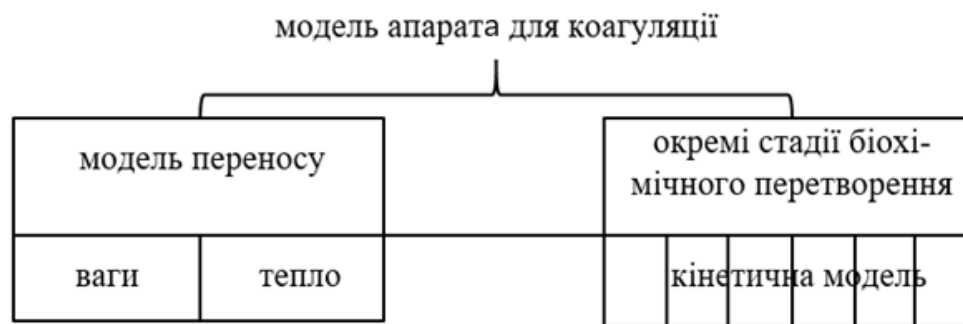 модель апарата для коагуляції
модель переносу
окремі стадії біохі-
мічного перетворення
ваги
тепло
кінетична модель